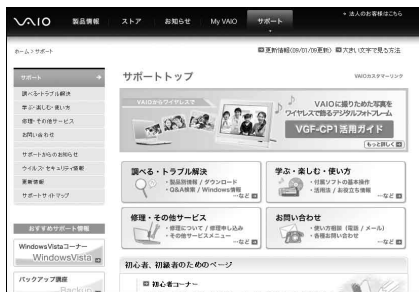 VAIO
製品情報
ストア
お知らせ
My VAIO
サポート
法人のお客様はこちら
ホーム > サポート
更新情報(09/01/09更新)
大きい文字で見る方法
サポート
調べる・トラブル解決
学ぶ・楽しむ・使い方
修理・その他サービス
お問い合わせ
サポートからのお知らせ
ウイルス・セキュリティ情報
更新情報
サポートサイトマップ
おすすめサポート情報
WindowsVistaコーナー
WindowsVista
バックアップ講座
Backup
サポートトップ
VAIOカスタマーリンク
VAIOからワイヤレスで
VAIOに撮りためた写真を
ワイヤレスで飾るデジタルフォトフレーム
VGF-CP1活用ガイド
もっと詳しく
調べる・トラブル解決
・製品別情報 / ダウンロード
・Q&A検索 / Windows情報
…など
学ぶ・楽しむ・使い方
・付属ソフトの基本操作
・活用法 / お役立ち情報
…など
修理・その他サービス
・修理について / 修理申し込み
・その他サービスメニュー
…など
お問い合わせ
・使い方相談（電話 / メール）
・各種お問い合わせ
…など
初心者、初級者のためのページ
初心者コーナー